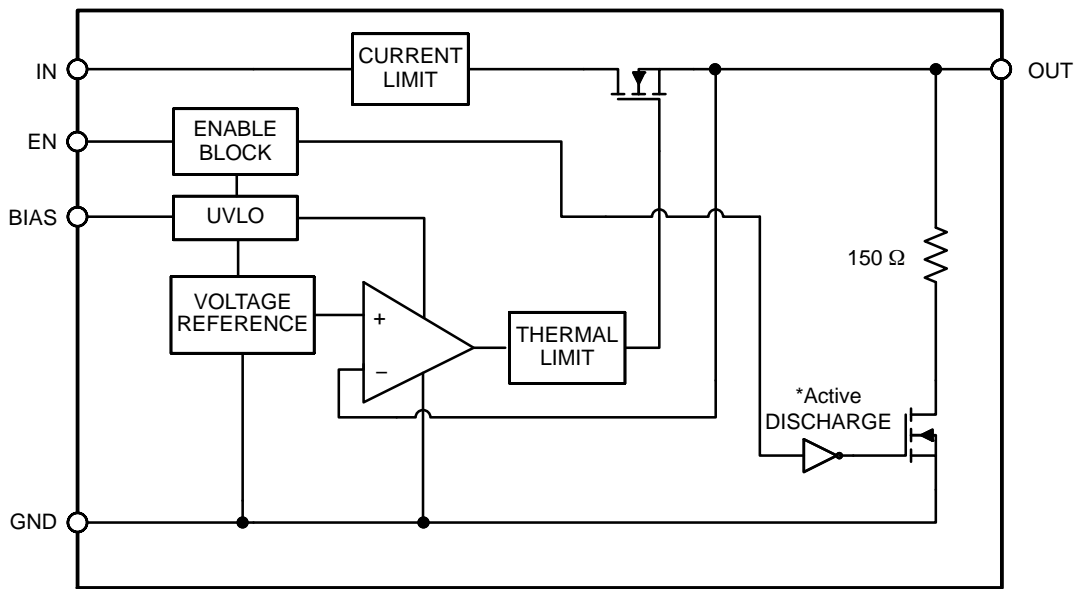 CURRENT
LIMIT
IN
OUT
EN
ENABLE
BLOCK
BIAS
UVLO
150 Ω
VOLTAGE
REFERENCE
+
−
THERMAL
LIMIT
*Active
DISCHARGE
GND